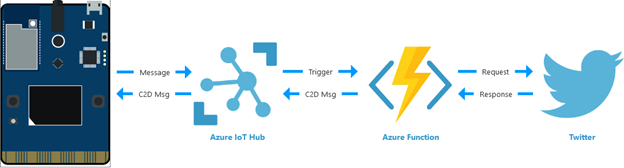 Message
C2D Msg
Trigger
C2D Msg
Request
Response
Azure IoT Hub
Azure Function
Twitter